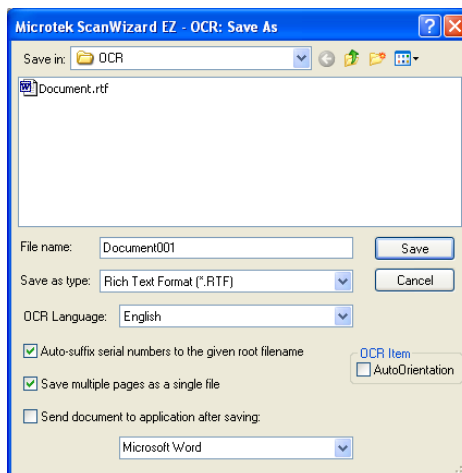 Microtek ScanWizard EZ - OCR: Save As
Save in: OCR
Document.rtf
File name: Document001 Save
Save as type: Rich Text Format (*.RTF) Cancel
OCR Language: English
Auto-suffix serial numbers to the given root filename
OCR Item
AutoOrientation
Save multiple pages as a single file
Send document to application after saving:
Microsoft Word